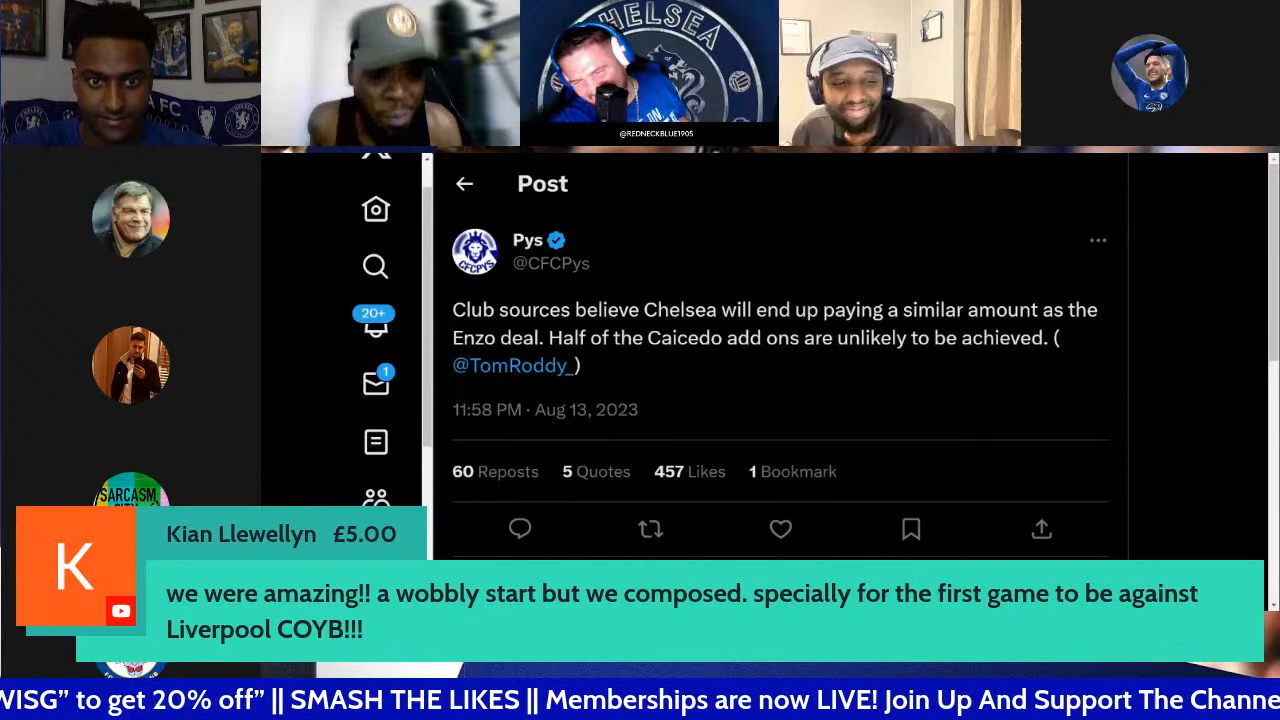 CHELSEA
@REDNECKBLUE1905
Post
Pys
@CFCPys
CFCPYS
20+
Club sources believe Chelsea will end up paying a similar amount as the
Enzo deal. Half of the Caicedo add ons are unlikely to be achieved. (
@TomRoddy_)
1
11:58 PM · Aug 13, 2023
60 Reposts 5 Quotes 457 Likes 1 Bookmark
SARCASM
Kian Llewellyn £5.00
K
we were amazing!! a wobbly start but we composed. specially for the first game to be against
Liverpool COYB!!!
WISG” to get 20% off” || SMASH THE LIKES || Memberships are now LIVE! Join Up And Support The Channe